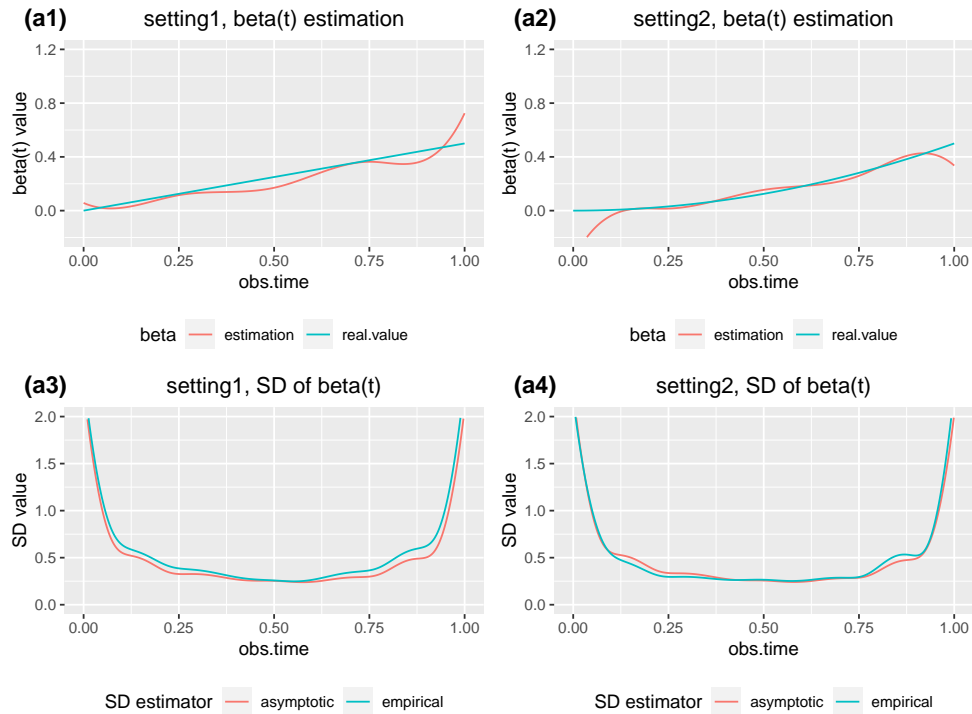 (a1) setting1, beta(t) estimation
1.2
0.8
0.4
0.0
beta(t) value
0.00 0.25 0.50 0.75 1.00
obs.time
beta estimation real.value
(a2) setting2, beta(t) estimation
1.2
0.8
0.4
0.0
beta(t) value
0.00 0.25 0.50 0.75 1.00
obs.time
beta estimation real.value
(a3) setting1, SD of beta(t)
2.0
1.5
1.0
0.5
0.0
SD value
0.00 0.25 0.50 0.75 1.00
obs.time
SD estimator asymptotic empirical
(a4) setting2, SD of beta(t)
2.0
1.5
1.0
0.5
0.0
SD value
0.00 0.25 0.50 0.75 1.00
obs.time
SD estimator asymptotic empirical